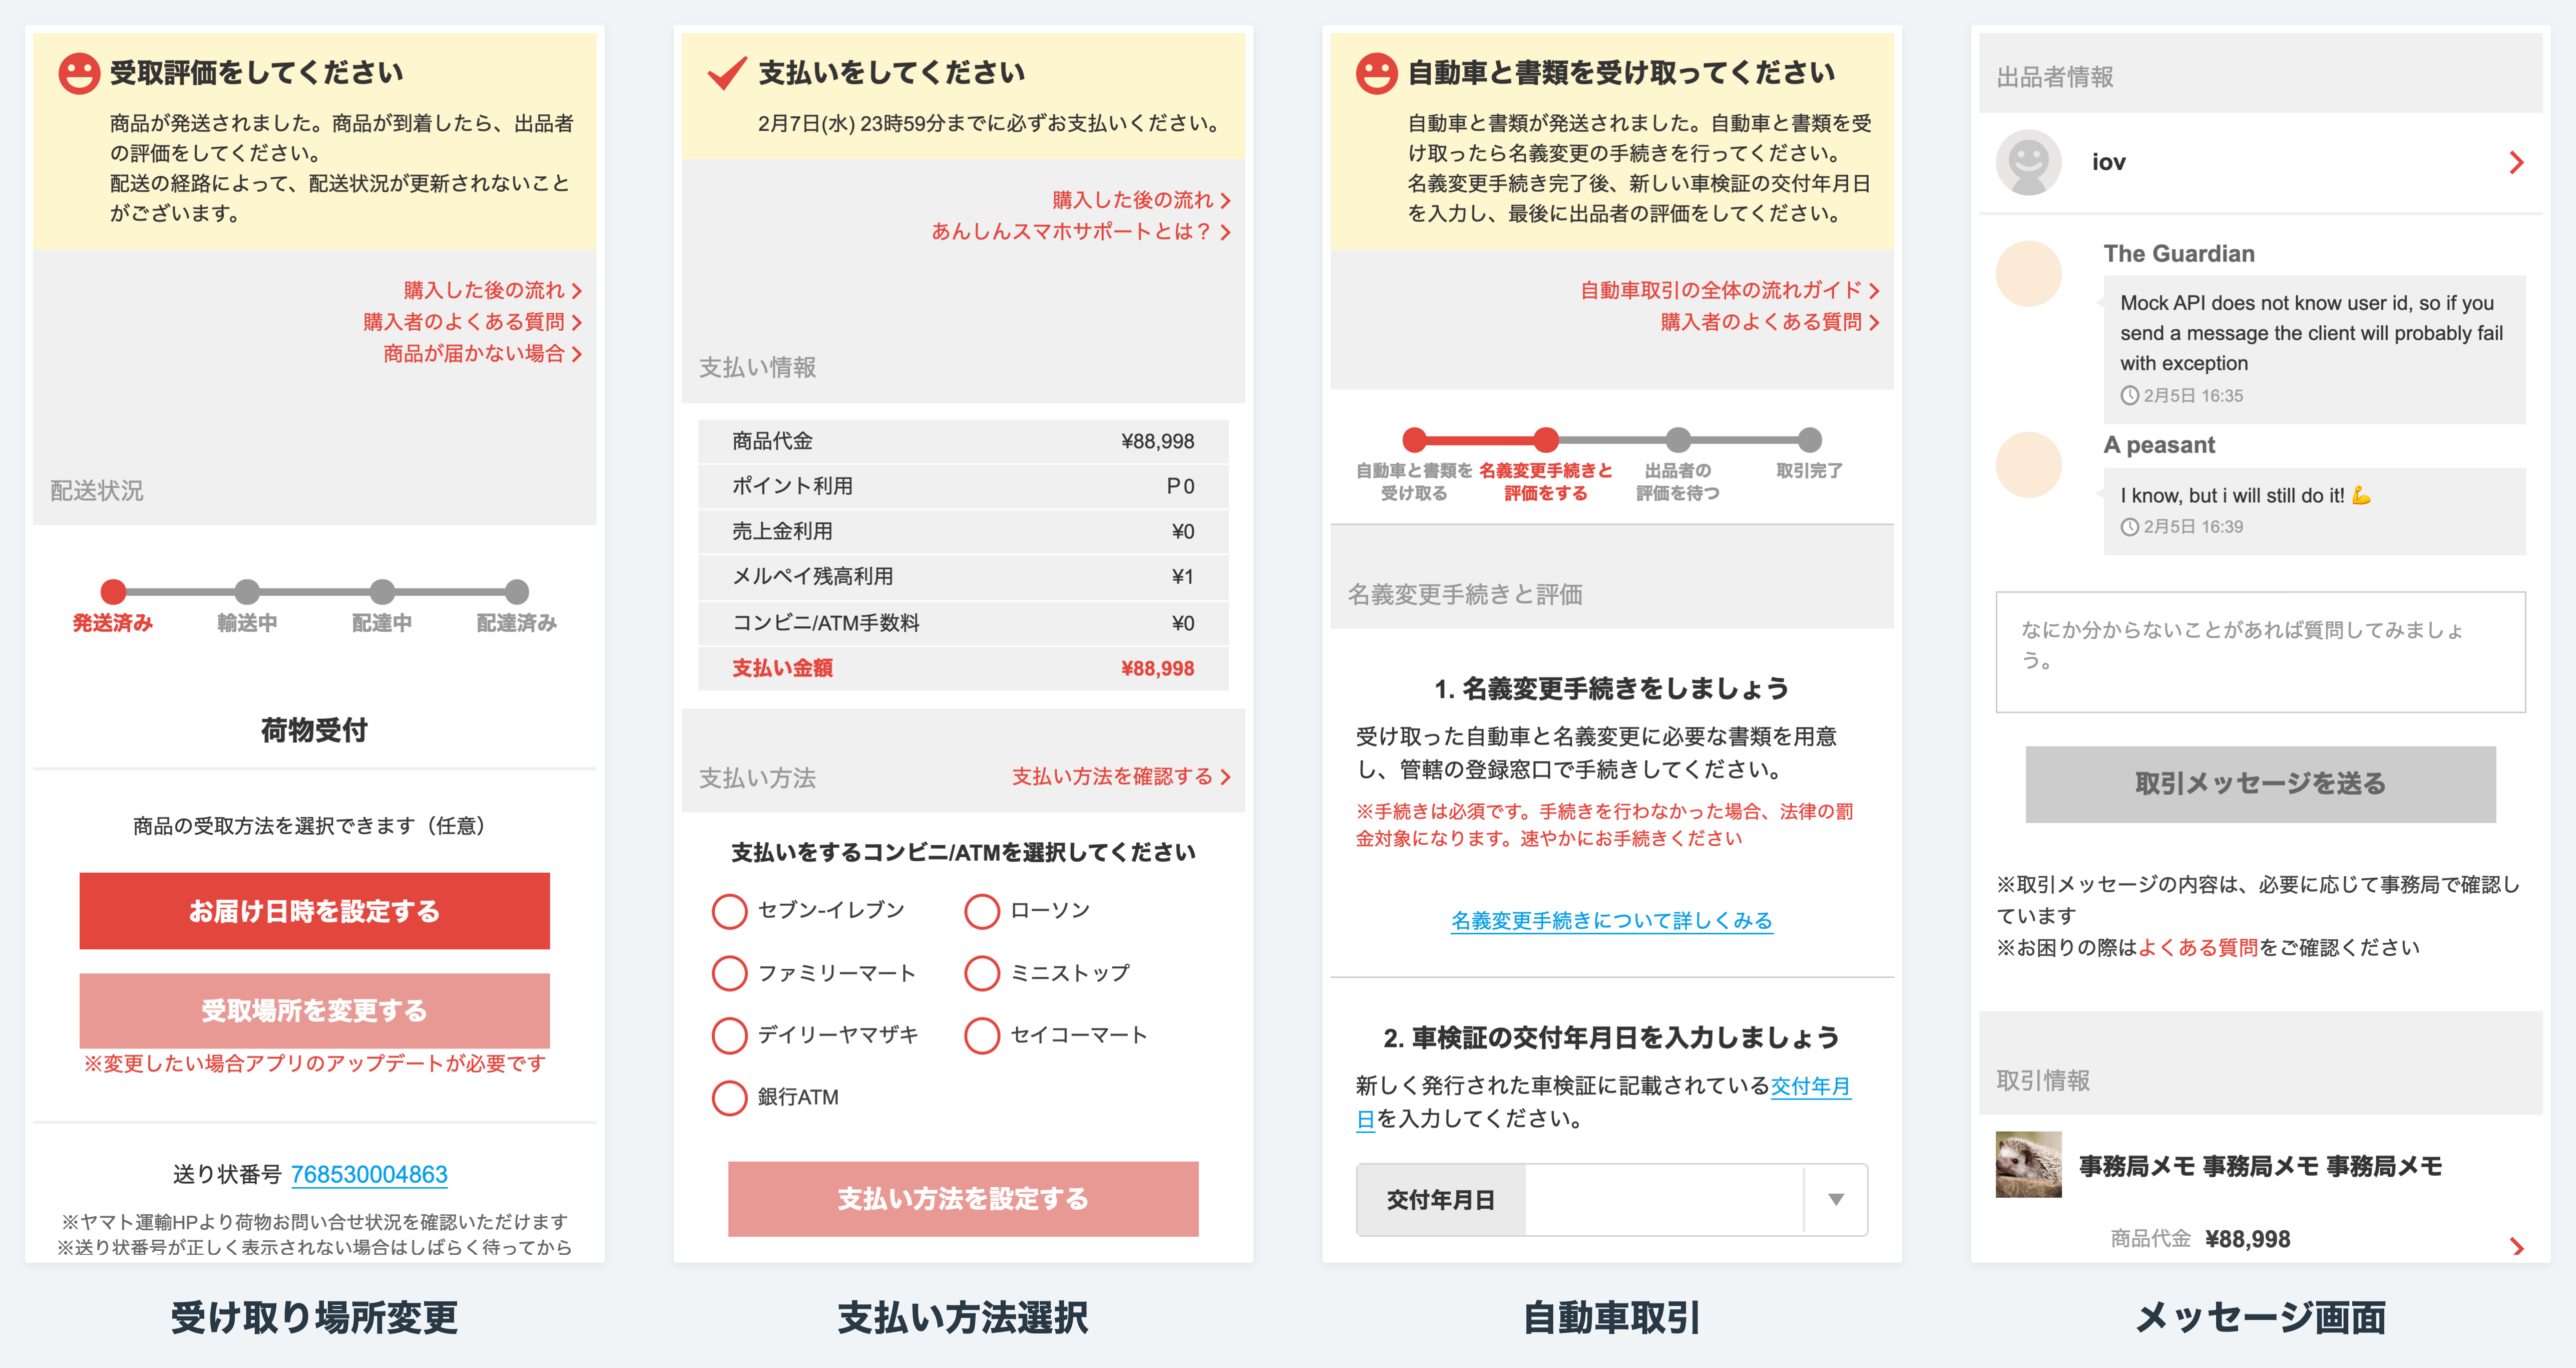 受取評価をしてください
商品が発送されました。商品が到着したら、出品者
の評価をしてください。
配送の経路によって、配送状況が更新されないこと
がございます。
購入した後の流れ
購入者のよくある質問
商品が届かない場合
配送状況
発送済み 輸送中 配達中 配達済み
荷物受付
商品の受取方法を選択できます（任意）
お届け日時を設定する
受取場所を変更する
※変更したい場合アプリのアップデートが必要です
送り状番号 768530004863
※ヤマト運輸HPより荷物お問い合せ状況を確認いただけます
※送り状番号が正しく表示されない場合はしばらく待ってから
受け取り場所変更
支払いをしてください
2月7日(水) 23時59分までに必ずお支払いください。
購入した後の流れ
あんしんスマホサポートとは？
支払い情報
商品代金 ¥88,998
ポイント利用 P 0
売上金利用 ¥0
メルペイ残高利用 ¥1
コンビニ/ATM手数料 ¥0
支払い金額 ¥88,998
支払い方法 支払い方法を確認する
支払いをするコンビニ/ATMを選択してください
セブン-イレブン ローソン
ファミリーマート ミニストップ
デイリーヤマザキ セイコーマート
銀行ATM
支払い方法を設定する
支払い方法選択
自動車と書類を受け取ってください
自動車と書類が発送されました。自動車と書類を受
け取ったら名義変更の手続きを行ってください。
名義変更手続き完了後、新しい車検証の交付年月日
を入力し、最後に出品者の評価をしてください。
自動車取引の全体の流れガイド
購入者のよくある質問
自動車と書類を 名義変更手続きと 出品者の 取引完了
受け取る 評価をする 評価を待つ
名義変更手続きと評価
1. 名義変更手続きをしましょう
受け取った自動車と名義変更に必要な書類を用意
し、管轄の登録窓口で手続きしてください。
※手続きは必須です。手続きを行わなかった場合、法律の罰
金対象になります。速やかにお手続きください
名義変更手続きについて詳しくみる
2. 車検証の交付年月日を入力しましょう
新しく発行された車検証に記載されている交付年月
日を入力してください。
交付年月日
自動車取引
出品者情報
iov
The Guardian
Mock API does not know user id, so if you
send a message the client will probably fail
with exception
2月5日 16:35
A peasant
I know, but i will still do it! 💪
2月5日 16:39
なにか分からないことがあれば質問してみましょ
う。
取引メッセージを送る
※取引メッセージの内容は、必要に応じて事務局で確認し
ています
※お困りの際はよくある質問をご確認ください
取引情報
事務局メモ 事務局メモ 事務局メモ
商品代金 ¥88,998
メッセージ画面